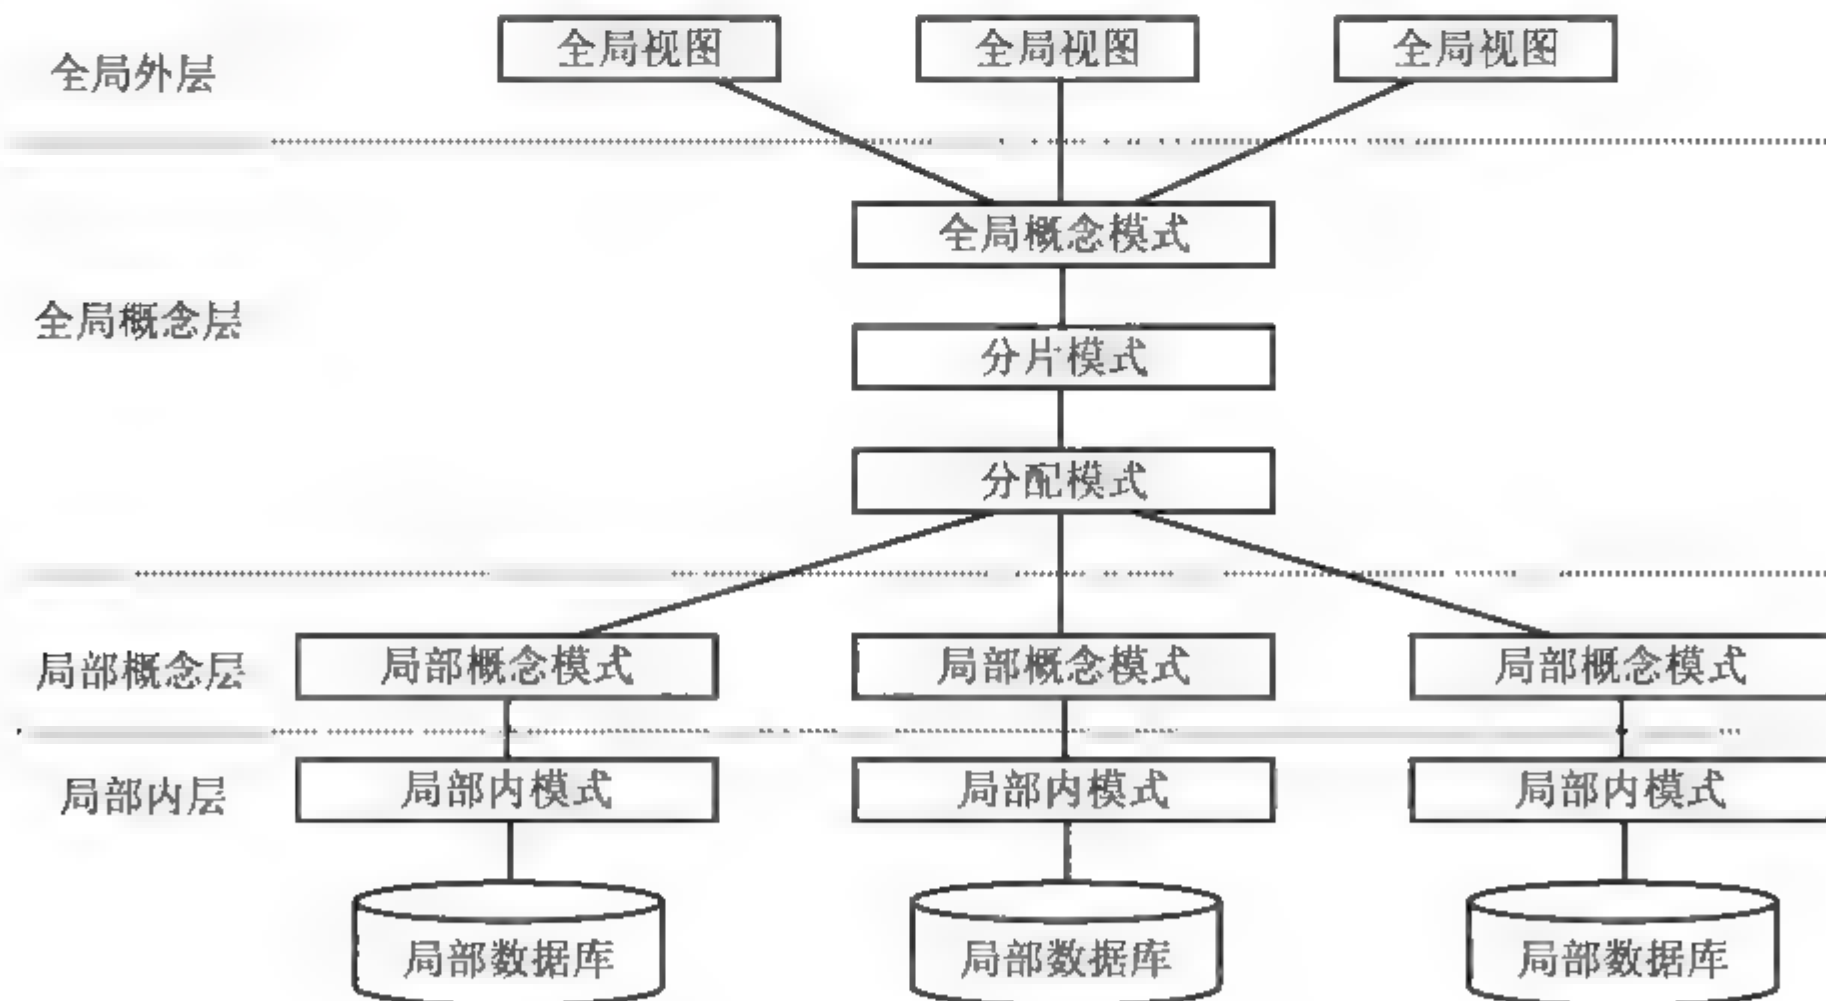 全局外层
全局视图
全局视图
全局视图
全局概念层
全局概念模式
分片模式
分配模式
局部概念层
局部概念模式
局部概念模式
局部概念模式
局部内层
局部内模式
局部内模式
局部内模式
局部数据库
局部数据库
局部数据库